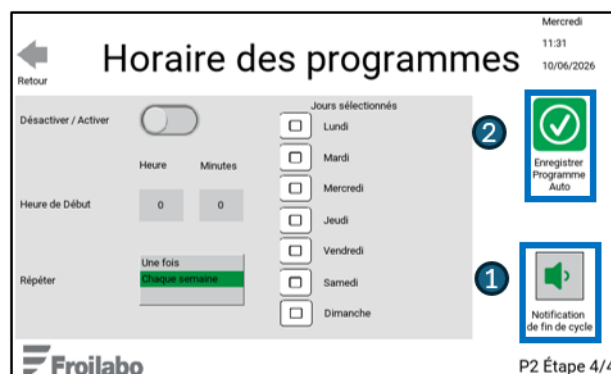 Mercredi
11:31
10/06/2026
Horaire des programmes
Retour
Désactiver / Activer
Heure
Minutes
Heure de Début
0
0
Répéter
Une fois
Chaque semaine
Jours sélectionnés
Lundi
Mardi
Mercredi
Jeudi
Vendredi
Samedi
Dimanche
2
Enregistrer
Programme
Auto
1
Notification
de fin de cycle
Froilabo
P2 Étape 4/4